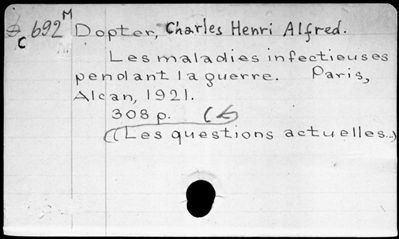 C 692 M Dopter, Charles Henri Alfred.
Les maladies infectieuses
pendant la guerre. Paris,
Alcan, 1921.
308 p.
(Les questions actuelles.)